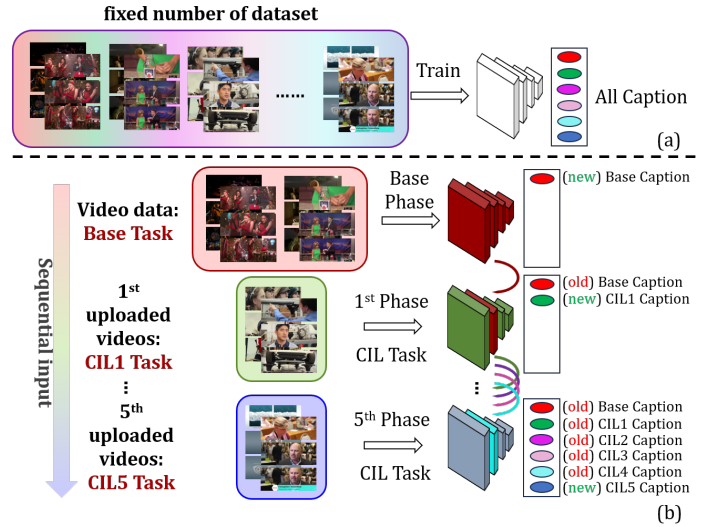 fixed number of dataset
......
Train
All Caption
(a)
Sequential input
Video data:
Base Task
Base
Phase
(new) Base Caption
1st
uploaded
videos:
CIL1 Task
1st Phase
CIL Task
(old) Base Caption
(new) CIL1 Caption
⋮
...
5th
uploaded
videos:
CIL5 Task
5th Phase
CIL Task
(old) Base Caption
(old) CIL1 Caption
(old) CIL2 Caption
(old) CIL3 Caption
(old) CIL4 Caption
(new) CIL5 Caption
(b)